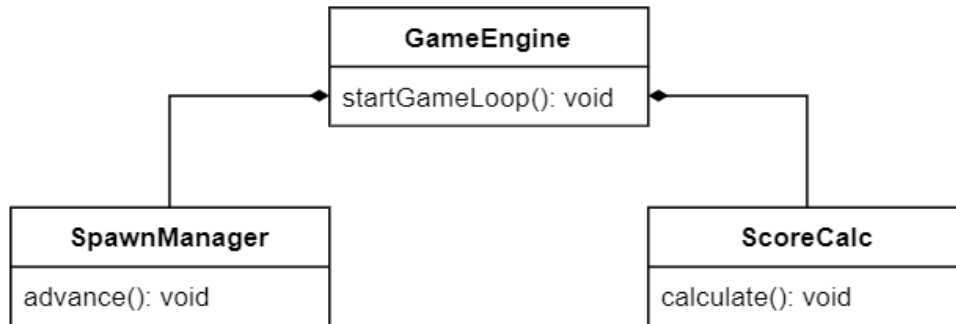 GameEngine
startGameLoop(): void
SpawnManager
advance(): void
ScoreCalc
calculate(): void